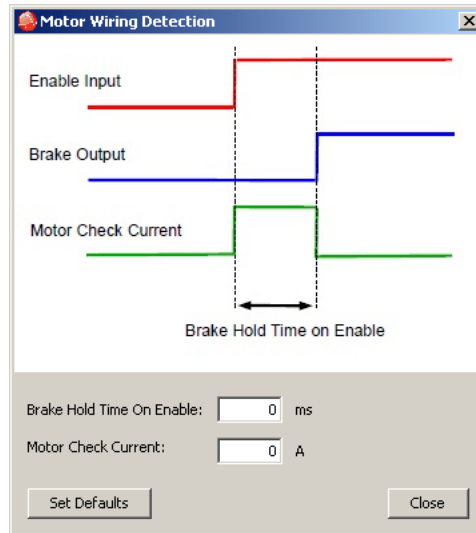 Motor Wiring Detection
Enable Input
Brake Output
Motor Check Current
Brake Hold Time on Enable
Brake Hold Time On Enable: 0 ms
Motor Check Current: 0 A
Set Defaults Close